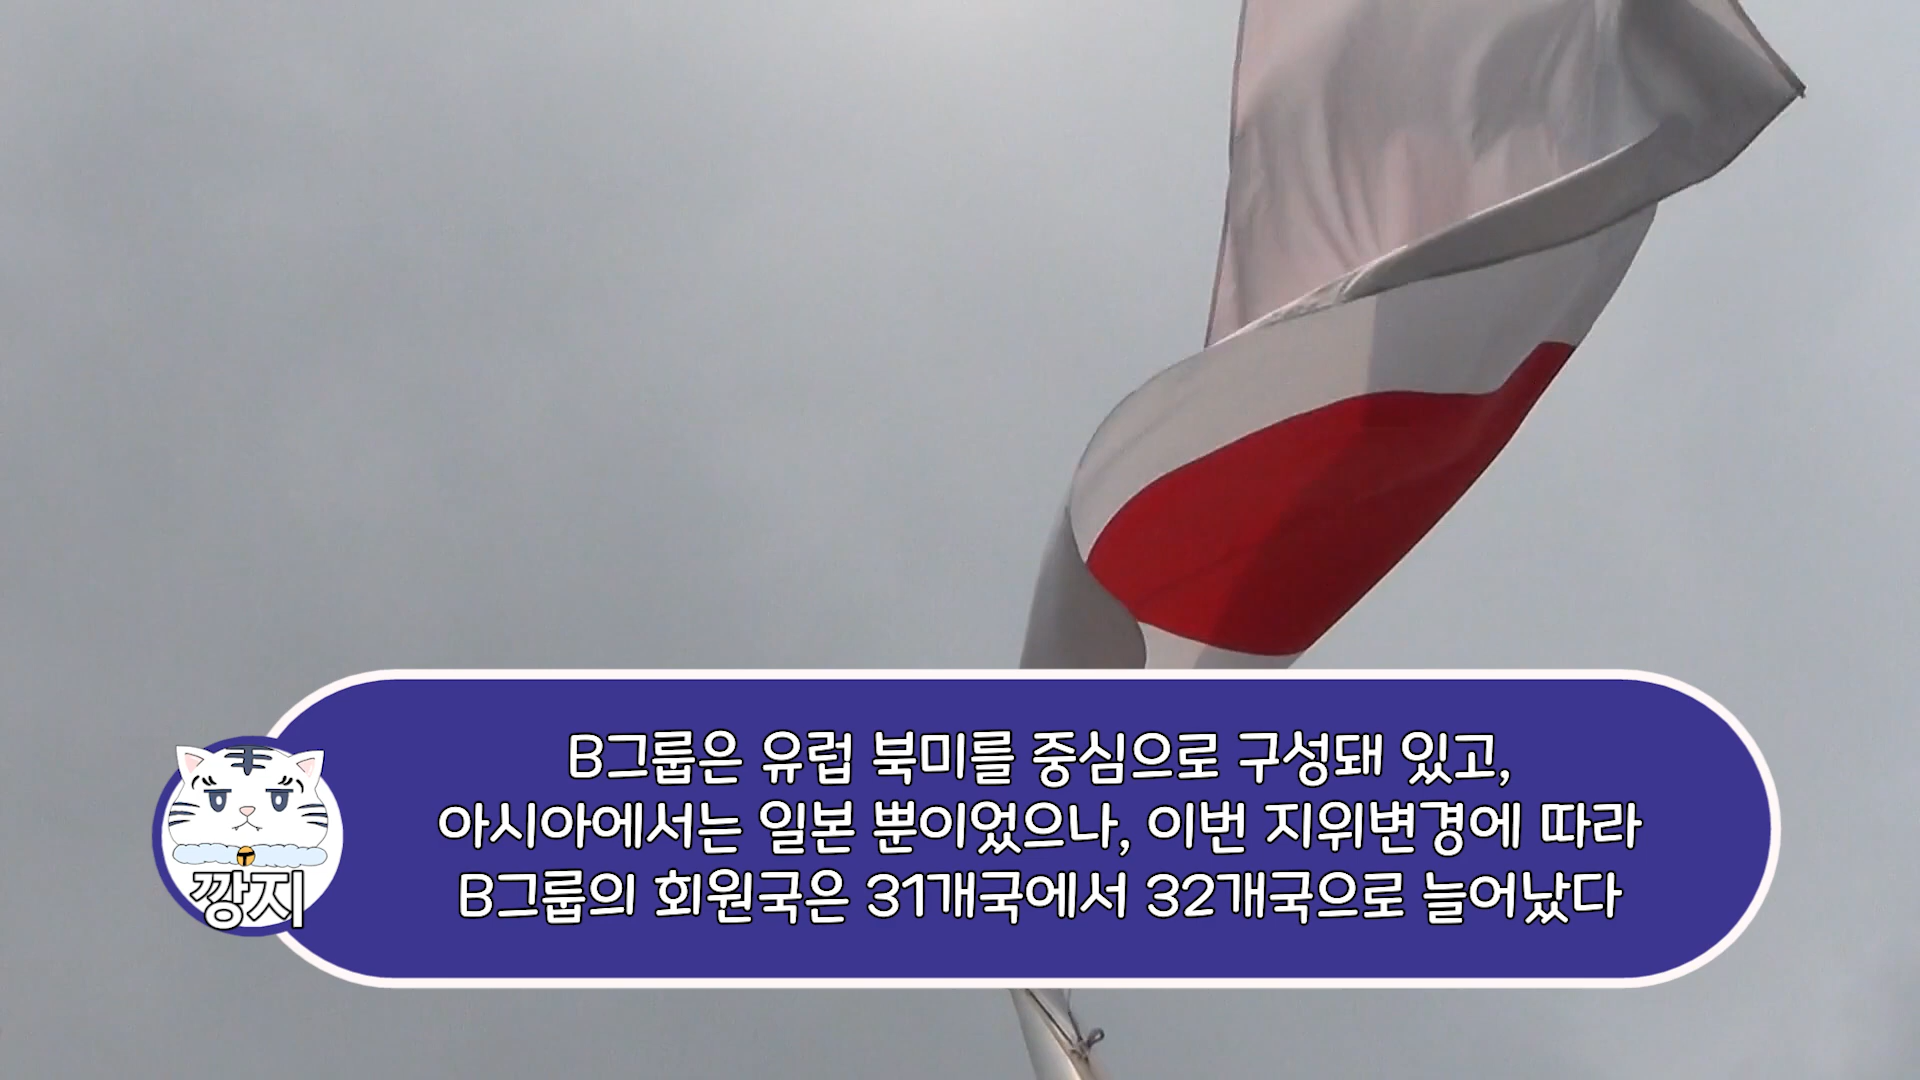 B그룹은 유럽 북미를 중심으로 구성돼 있고,
아시아에서는 일본 뿐이었으나, 이번 지위변경에 따라
B그룹의 회원국은 31개국에서 32개국으로 늘어났다
깡지